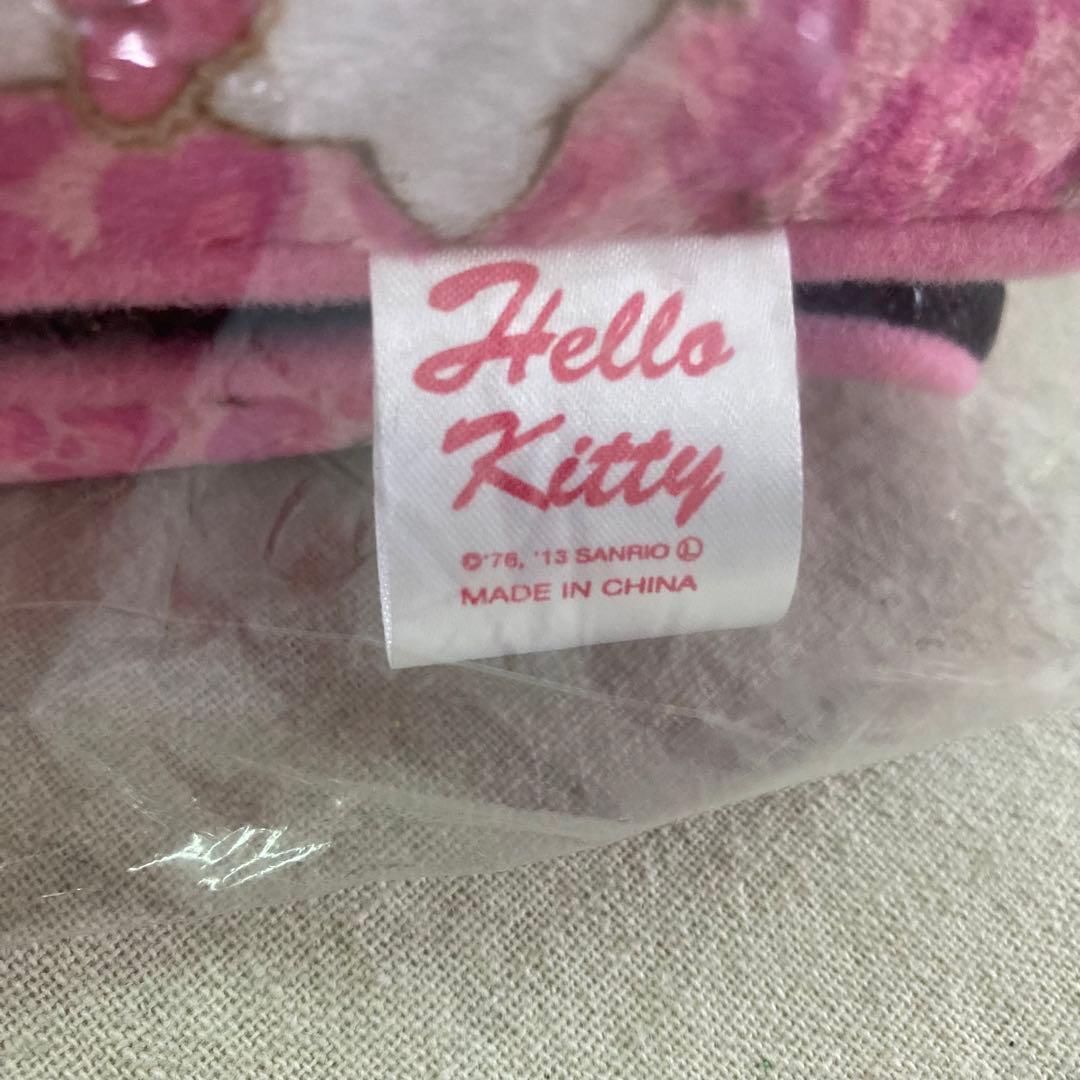 Hello
Kitty
©'76, '13 SANRIO Ⓛ
MADE IN CHINA